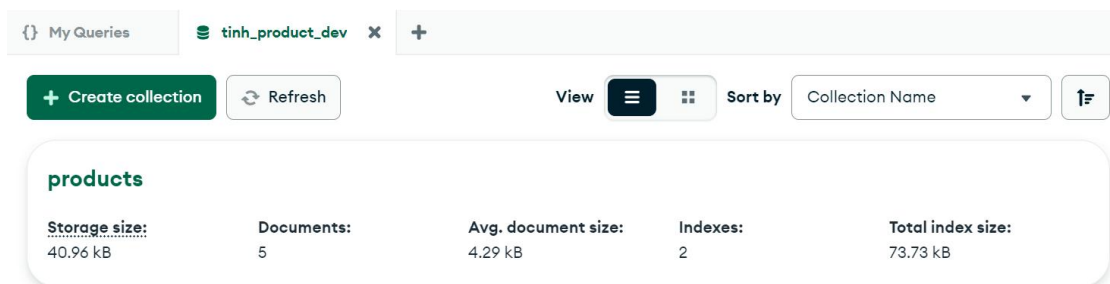 {} My Queries tinh_product_dev
Create collection Refresh View Sort by Collection Name
products
Storage size: Documents: Avg. document size: Indexes: Total index size:
40.96 kB 5 4.29 kB 2 73.73 kB